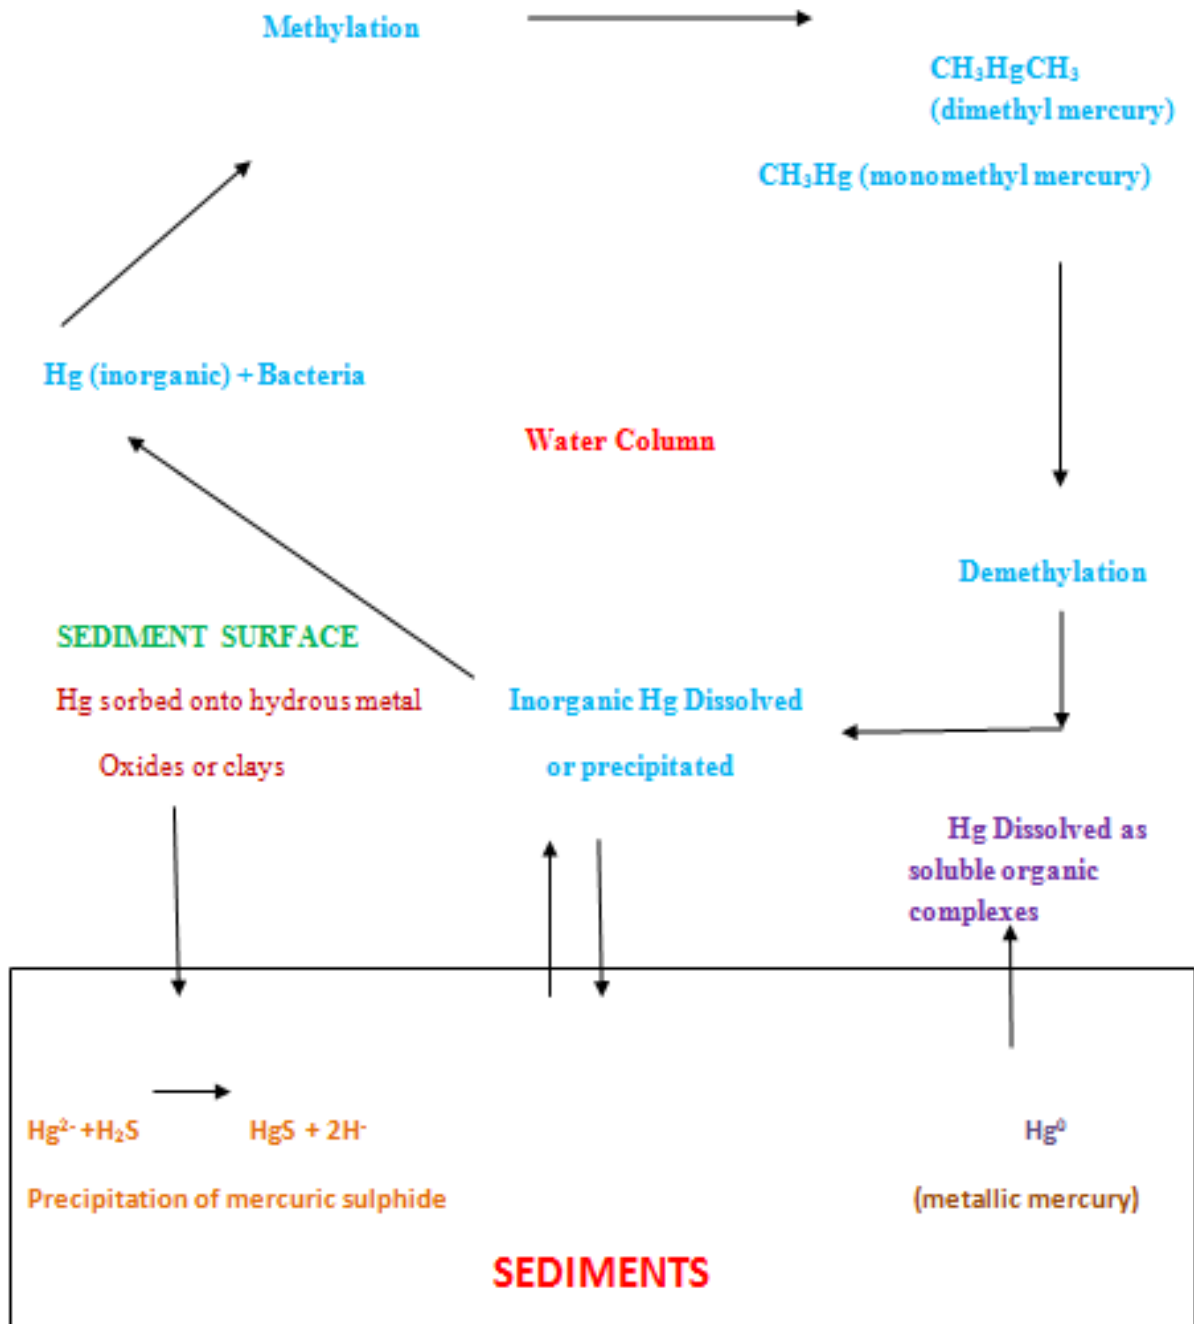 Methylation
CH₃HgCH₃
(dimethyl mercury)
CH₃Hg (monomethyl mercury)
Hg (inorganic) + Bacteria
Water Column
Demethylation
SEDIMENT SURFACE
Hg sorbed onto hydrous metal
Oxides or clays
Inorganic Hg Dissolved
or precipitated
Hg Dissolved as
soluble organic
complexes
Hg²⁻ +H₂S HgS + 2H⁻
Precipitation of mercuric sulphide
Hg⁰
(metallic mercury)
SEDIMENTS